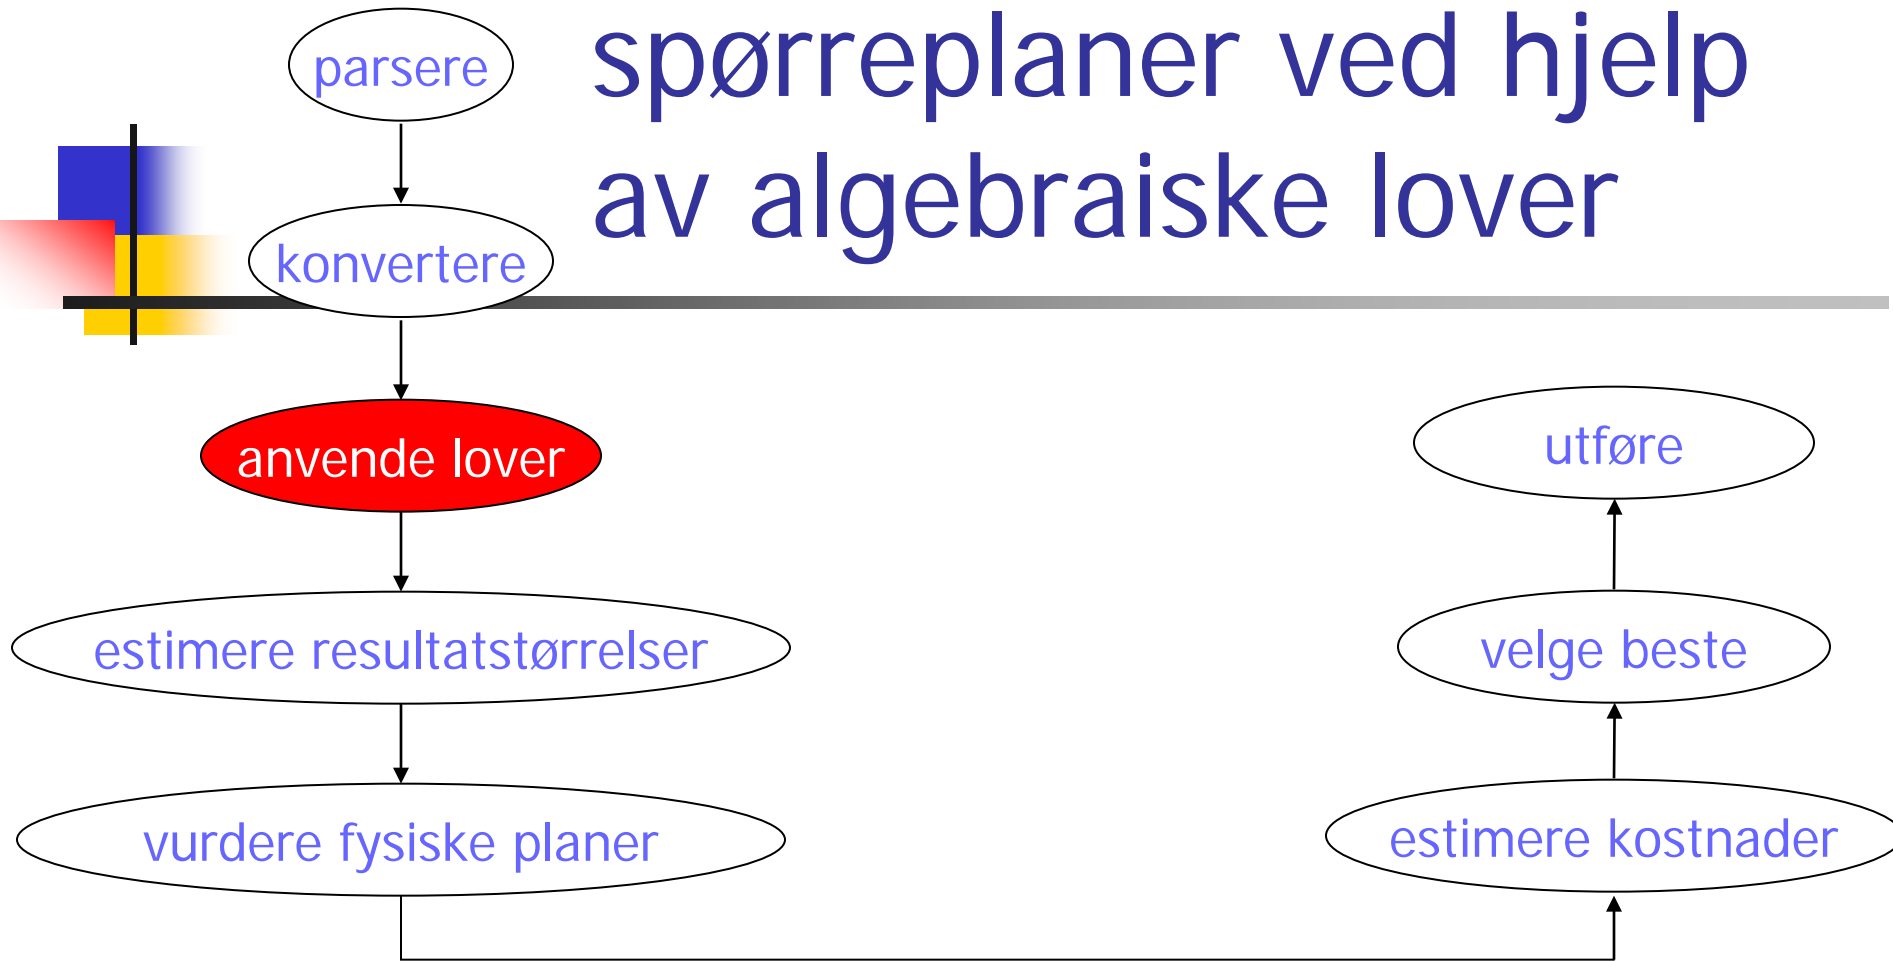 spørreplaner ved hjelp
av algebraiske lover
parsere
konvertere
anvende lover
estimere resultatstørrelser
vurdere fysiske planer
estimere kostnader
velge beste
utføre